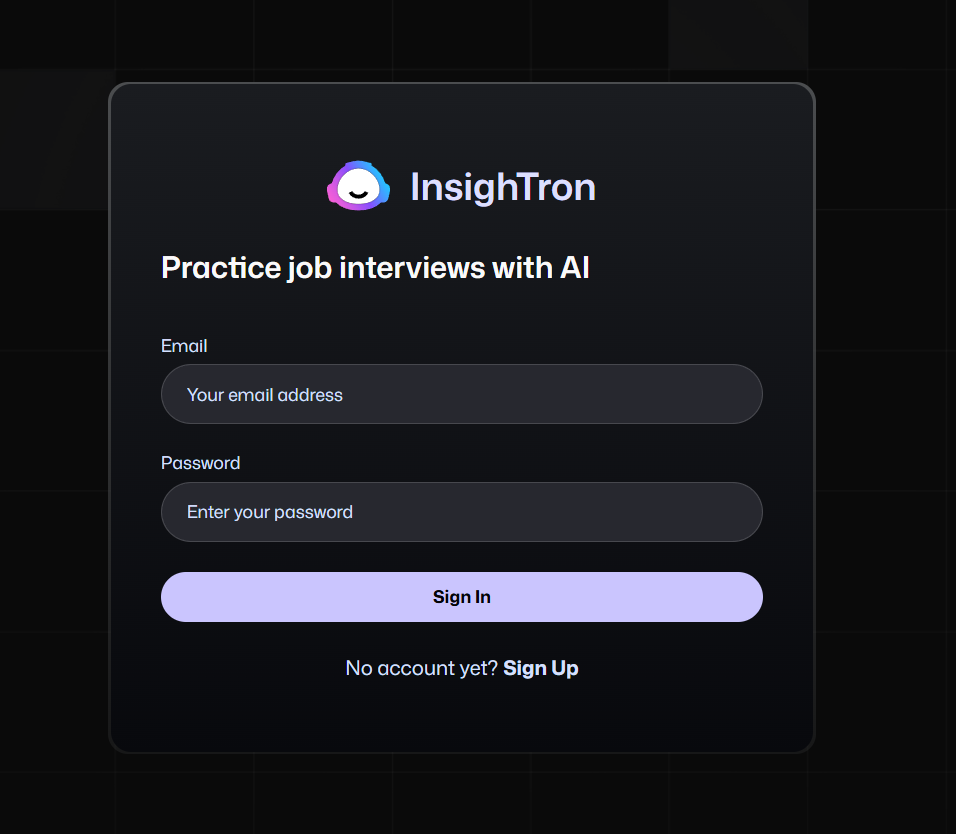 InsighTron
Practice job interviews with AI
Email
Your email address
Password
Enter your password
Sign In
No account yet? Sign Up